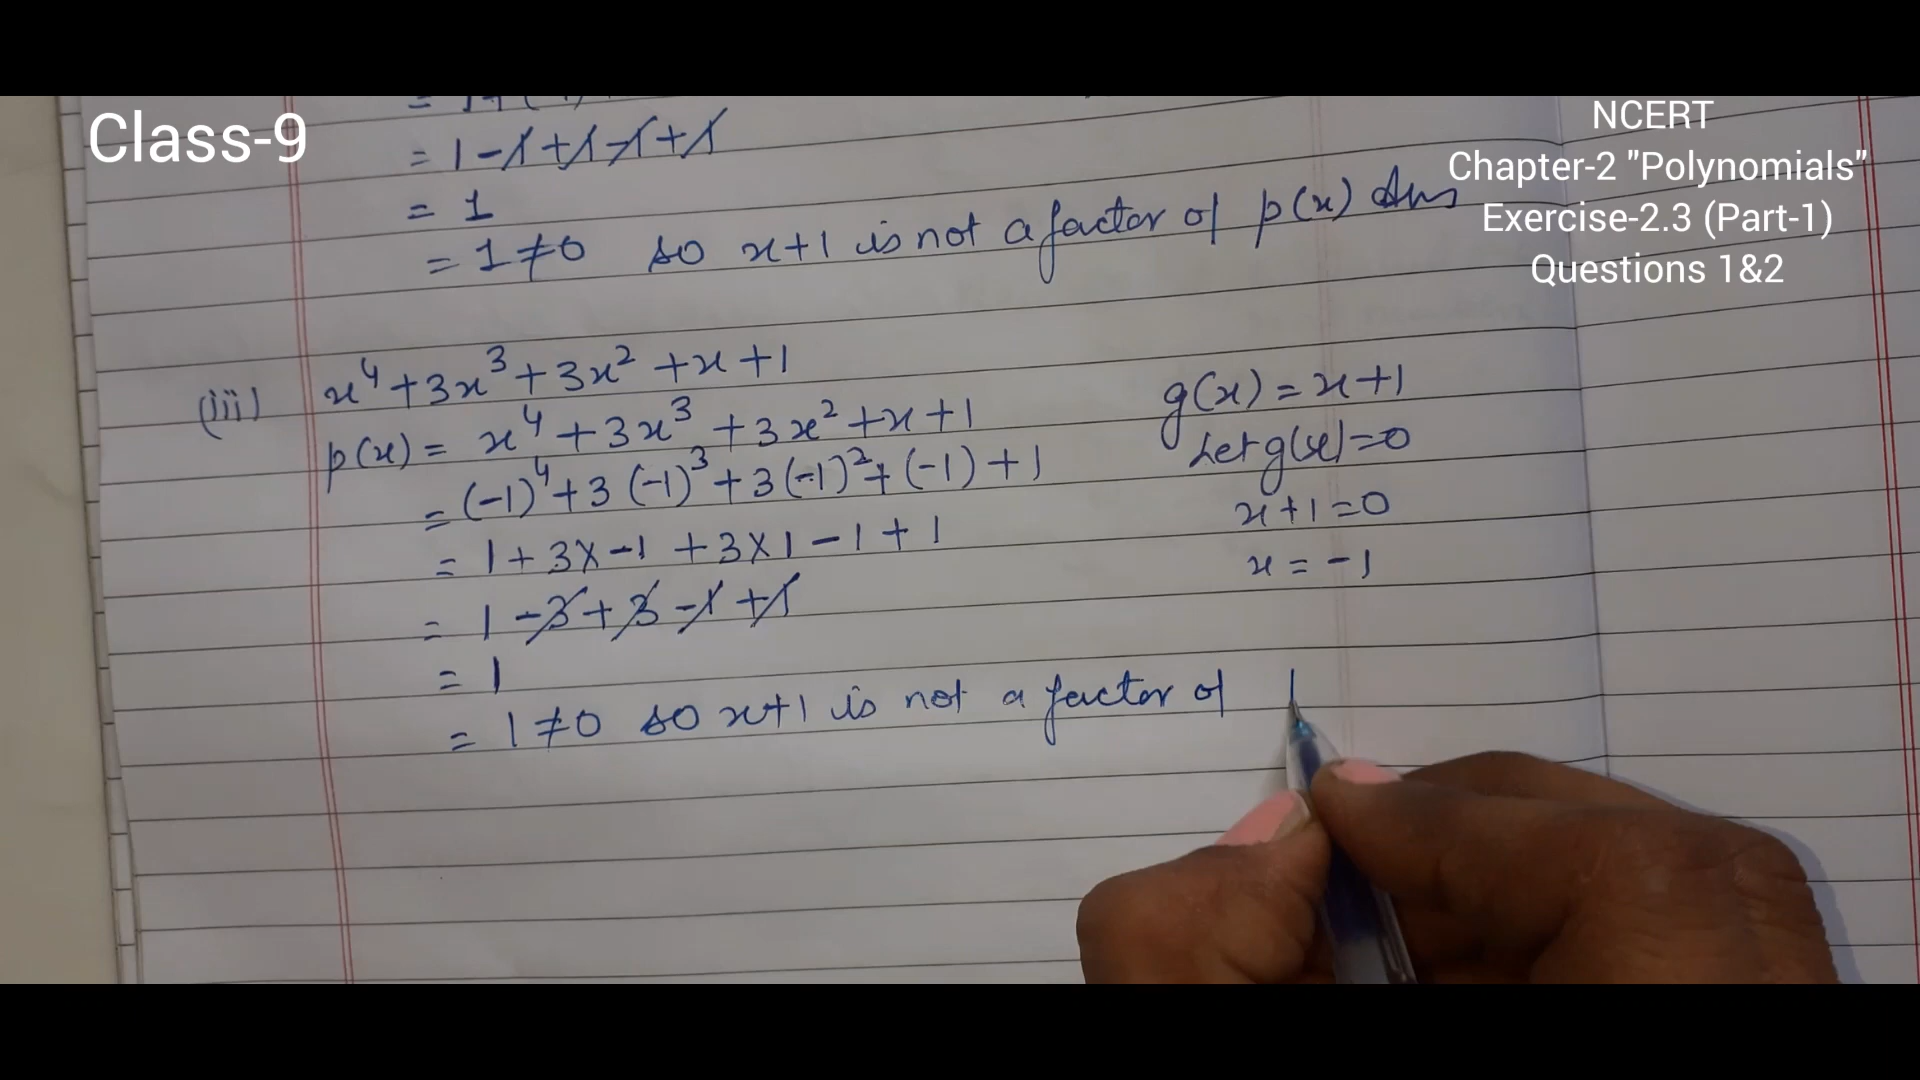 Class-9
NCERT
Chapter-2 "Polynomials"
Exercise-2.3 (Part-1)
Questions 1&2
= 1-1+1-1+1
= 1
= 1≠0 so x+1 is not a factor of p(x) Ans
(iii) x⁴+3x³+3x²+x+1
p(x) = x⁴+3x³+3x²+x+1
= (-1)⁴+3(-1)³+3(-1)²+(-1)+1
= 1+3x-1+3x1-1+1
= 1-3+3-1+1
= 1
= 1≠0 so x+1 is not a factor of
g(x) = x+1
Let g(x)=0
x+1=0
x = -1